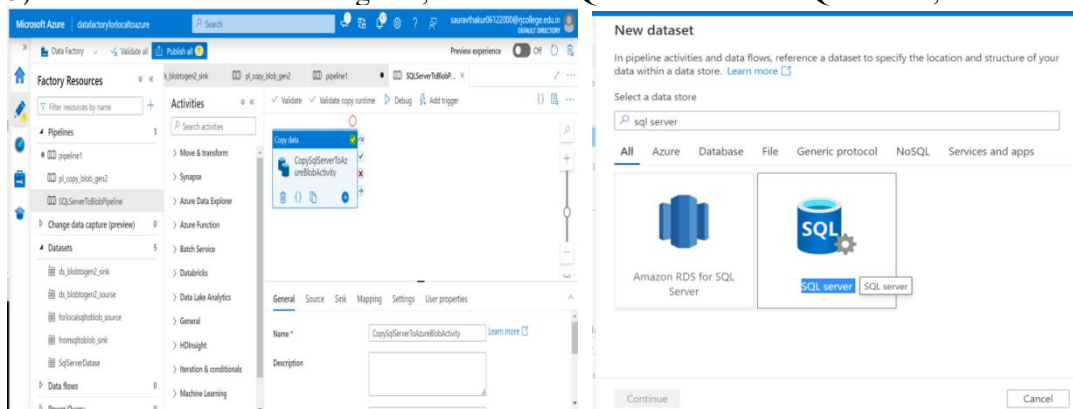 Microsoft Azure | datafactoryforlocaltoazure
Search
sauravthakur06122000@rjcollege.edu.in
DEFAULT DIRECTORY
Data Factory
Validate all
Publish all 1
Preview experience
Off
Factory Resources
Filter resources by name
Pipelines 3
pipeline1
pl_copy_blob_gen2
SQLServerToBlobPipeline
Change data capture (preview) 0
Datasets 5
ds_blobtogen2_sink
ds_blobtogen2_sourse
forlocalsqltoblob_source
fromsqltoblob_sink
SqlServerDatase
Data flows 0
s_blobtogen2_sink
pl_copy_blob_gen2
pipeline1
SQLServerToBlobP...
Activities
Search activities
Move & transform
Synapse
Azure Data Explorer
Azure Function
Batch Service
Databricks
Data Lake Analytics
General
HDInsight
Iteration & conditionals
Machine Learning
Validate
Validate copy runtime
Debug
Add trigger
Copy data
CopySqlServerToAz
ureBlobActivity
General Source Sink Mapping Settings User properties
Name *
CopySqlServerToAzureBlobActivity
Learn more
Description
New dataset
In pipeline activities and data flows, reference a dataset to specify the location and structure of your
data within a data store. Learn more
Select a data store
sql server
All Azure Database File Generic protocol NoSQL Services and apps
Amazon RDS for SQL
Server
SQL
SQL server
SQL server
Continue
Cancel